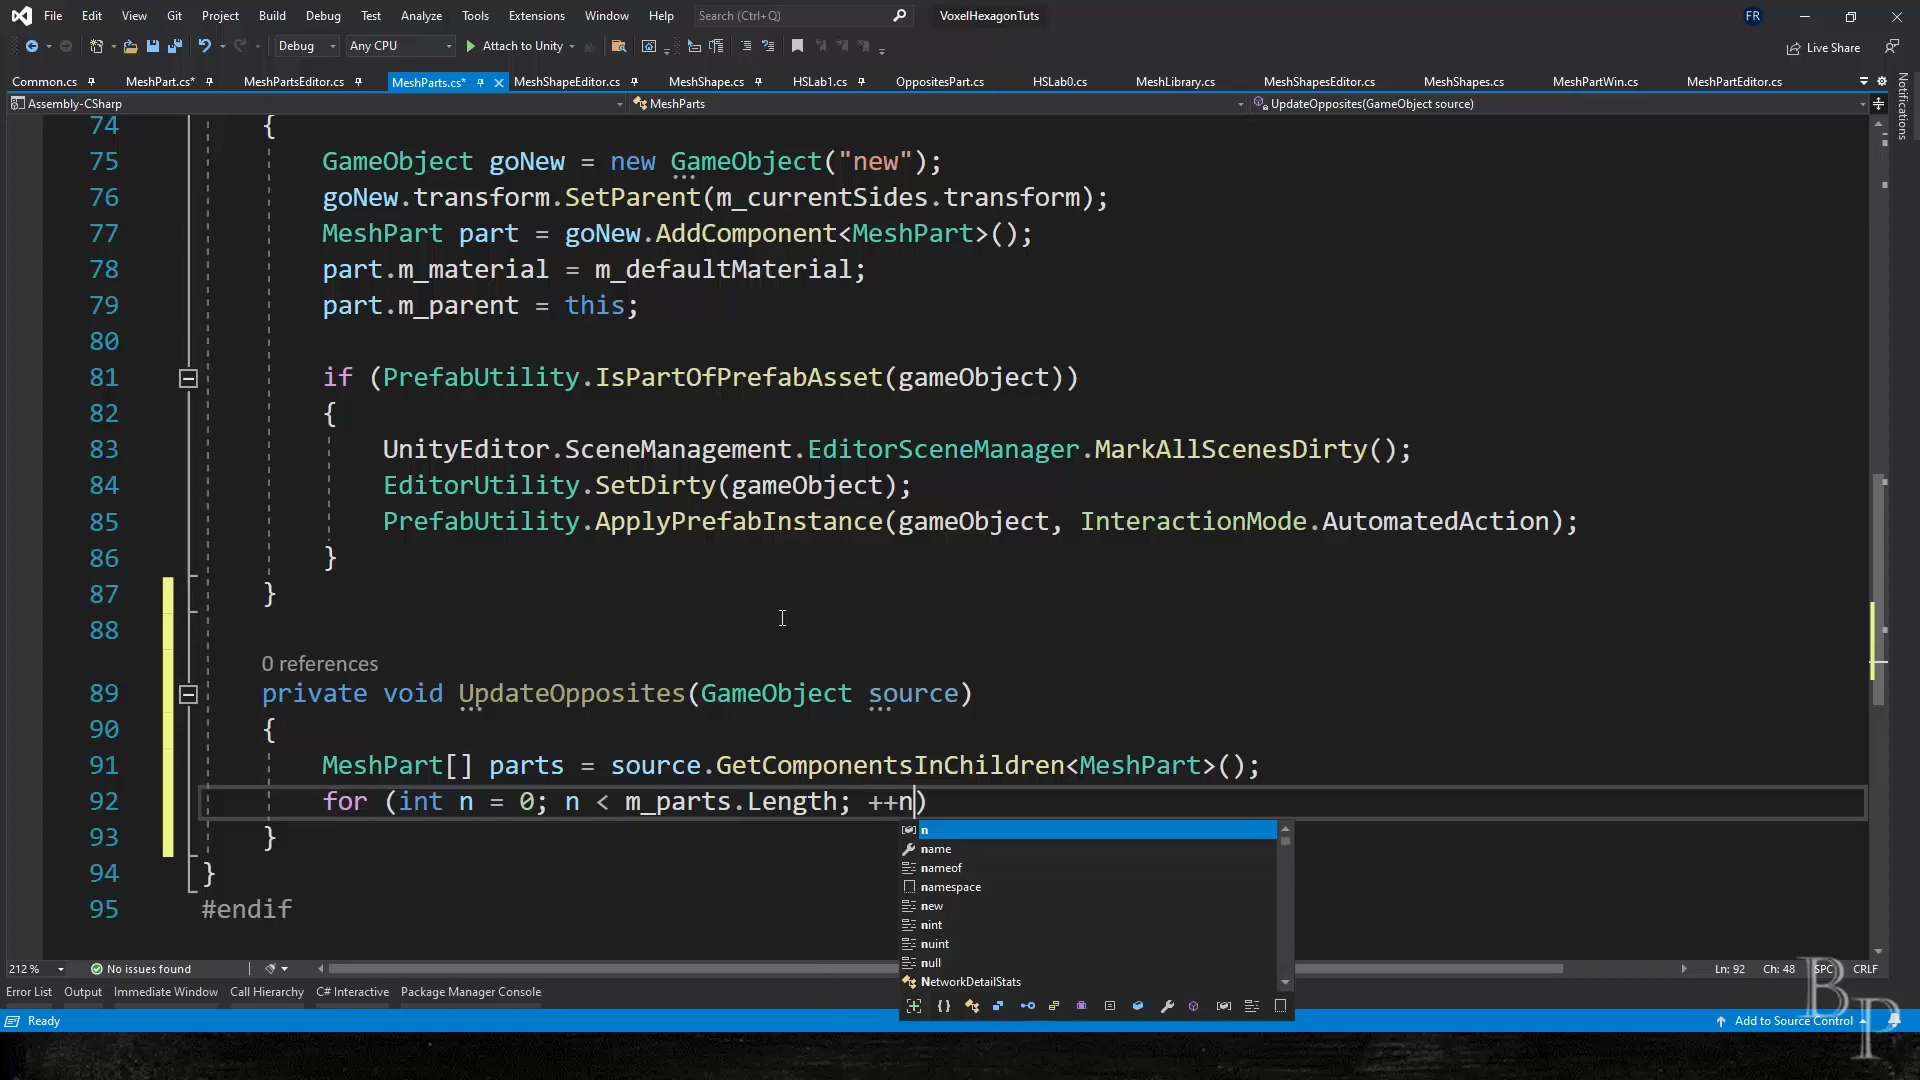 File Edit View Git Project Build Debug Test Analyze Tools Extensions Window Help Search (Ctrl+Q) VoxelHexagonTuts FR
Debug Any CPU Attach to Unity Live Share
Common.cs MeshPart.cs* MeshPartsEditor.cs MeshParts.cs* MeshShapeEditor.cs MeshShape.cs HSLab1.cs OppositesPart.cs HSLab0.cs MeshLibrary.cs MeshShapesEditor.cs MeshShapes.cs MeshPartWin.cs MeshPartEditor.cs
Notifications
Assembly-CSharp MeshParts UpdateOpposites(GameObject source)
74 {
75 GameObject goNew = new GameObject("new");
76 goNew.transform.SetParent(m_currentSides.transform);
77 MeshPart part = goNew.AddComponent<MeshPart>();
78 part.m_material = m_defaultMaterial;
79 part.m_parent = this;
80
81 if (PrefabUtility.IsPartOfPrefabAsset(gameObject))
82 {
83 UnityEditor.SceneManagement.EditorSceneManager.MarkAllScenesDirty();
84 EditorUtility.SetDirty(gameObject);
85 PrefabUtility.ApplyPrefabInstance(gameObject, InteractionMode.AutomatedAction);
86 }
87 }
88
0 references
89 private void UpdateOpposites(GameObject source)
90 {
91 MeshPart[] parts = source.GetComponentsInChildren<MeshPart>();
92 for (int n = 0; n < m_parts.Length; ++n)
93 }
94 }
95 #endif
n
name
nameof
namespace
new
nint
nuint
null
NetworkDetailStats
212 % No issues found Ln: 92 Ch: 48 SPC CRLF
Error List Output Immediate Window Call Hierarchy C# Interactive Package Manager Console
Ready Add to Source Control
BP